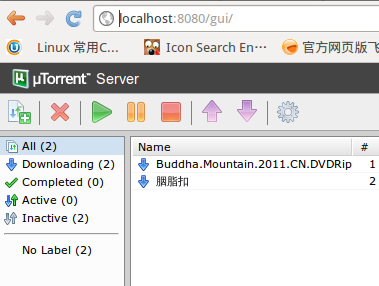 localhost:8080/gui/
Linux 常用C... Icon Search En... 官方网页版飞
µTorrent™ Server
All (2)
Downloading (2)
Completed (0)
Active (0)
Inactive (2)
No Label (2)
Name #
Buddha.Mountain.2011.CN.DVDRip 1
胭脂扣 2